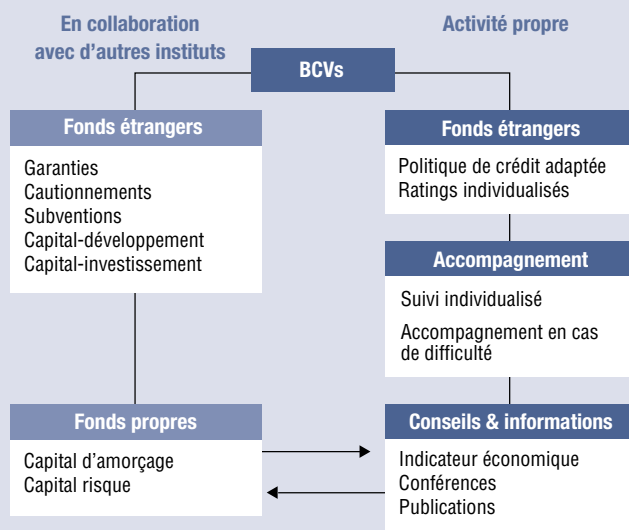 En collaboration
avec d'autres instituts
Activité propre
BCVs
Fonds étrangers
Garanties
Cautionnements
Subventions
Capital-développement
Capital-investissement
Fonds étrangers
Politique de crédit adaptée
Ratings individualisés
Accompagnement
Suivi individualisé
Accompagnement en cas
de difficulté
Fonds propres
Capital d'amorçage
Capital risque
Conseils & informations
Indicateur économique
Conférences
Publications